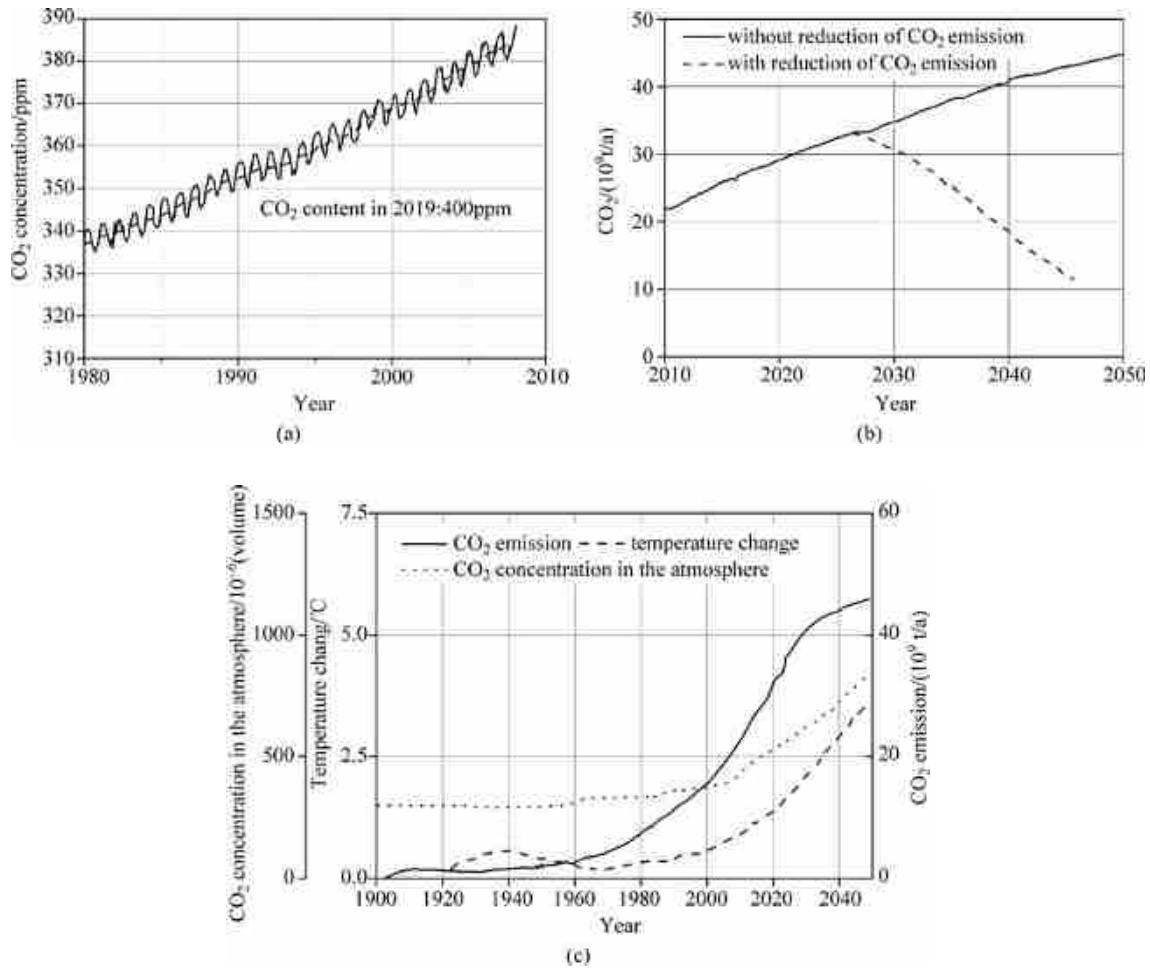 390
380
370
360
350
340
330
320
310
CO₂ concentration/ppm
CO₂ content in 2019:400ppm
1980
1990
2000
2010
Year
(a)
50
40
30
20
10
0
CO₂/(10⁹t/a)
without reduction of CO₂ emission
with reduction of CO₂ emission
2010
2020
2030
2040
2050
Year
(b)
1500
1000
500
0
CO₂ concentration in the atmosphere/10⁻⁶(volume)
7.5
5.0
2.5
0.0
Temperature chang/℃
CO₂ emission
temperature change
CO₂ concentration in the atmosphere
60
40
20
0
CO₂ emission/(10⁹ t/a)
1900
1920
1940
1960
1980
2000
2020
2040
Year
(c)